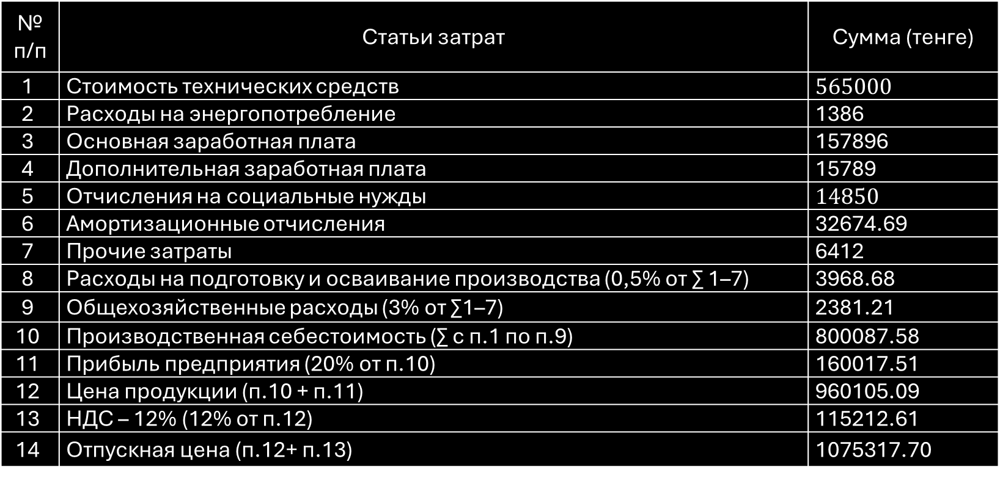 № п/п Статьи затрат Сумма (тенге)
1 Стоимость технических средств 565000
2 Расходы на энергопотребление 1386
3 Основная заработная плата 157896
4 Дополнительная заработная плата 15789
5 Отчисления на социальные нужды 14850
6 Амортизационные отчисления 32674.69
7 Прочие затраты 6412
8 Расходы на подготовку и осваивание производства (0,5% от ∑ 1–7) 3968.68
9 Общехозяйственные расходы (3% от ∑1–7) 2381.21
10 Производственная себестоимость (∑ с п.1 по п.9) 800087.58
11 Прибыль предприятия (20% от п.10) 160017.51
12 Цена продукции (п.10 + п.11) 960105.09
13 НДС – 12% (12% от п.12) 115212.61
14 Отпускная цена (п.12+ п.13) 1075317.70